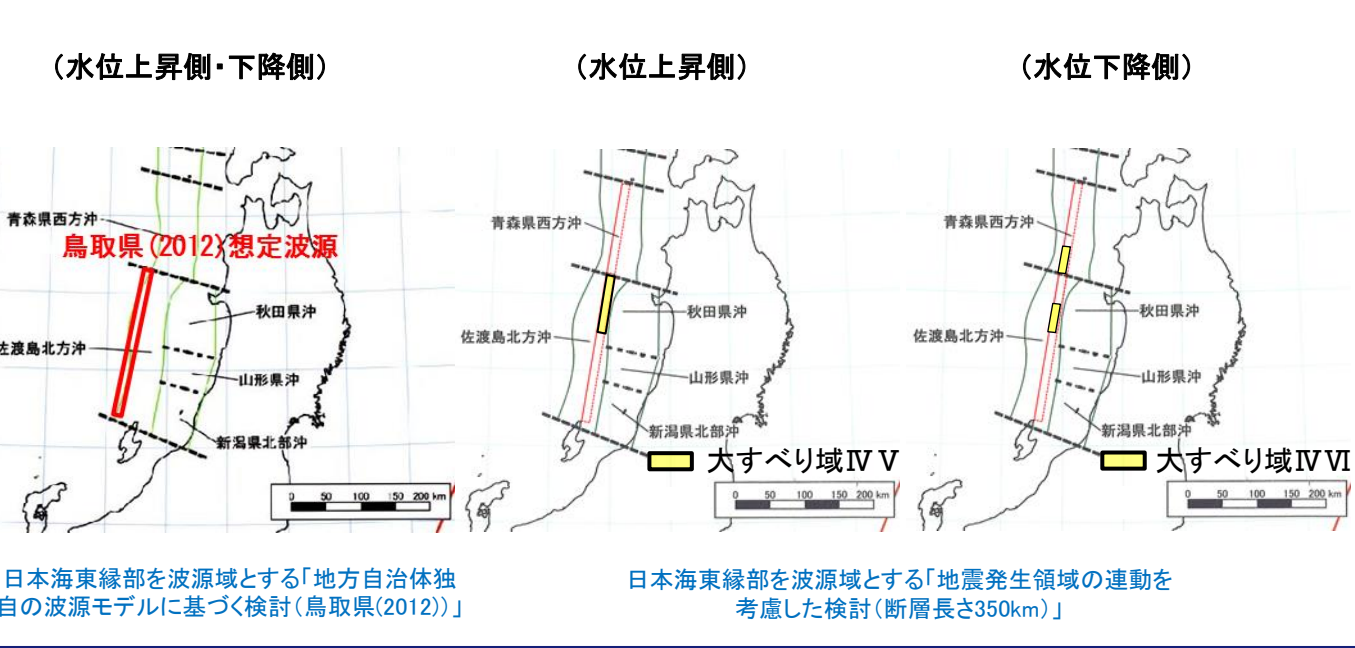 （水位上昇側・下降側）
（水位上昇側）
（水位下降側）
青森県西方沖
鳥取県(2012)想定波源
秋田県沖
佐渡島北方沖
山形県沖
新潟県北部沖
0 50 100 150 200 km
青森県西方沖
秋田県沖
佐渡島北方沖
山形県沖
新潟県北部沖
大すべり域ⅣⅤ
0 50 100 150 200 km
青森県西方沖
秋田県沖
佐渡島北方沖
山形県沖
新潟県北部沖
大すべり域ⅣⅥ
0 50 100 150 200 km
日本海東縁部を波源域とする「地方自治体独
自の波源モデルに基づく検討（鳥取県(2012)）」
日本海東縁部を波源域とする「地震発生領域の連動を
考慮した検討（断層長さ350km）」